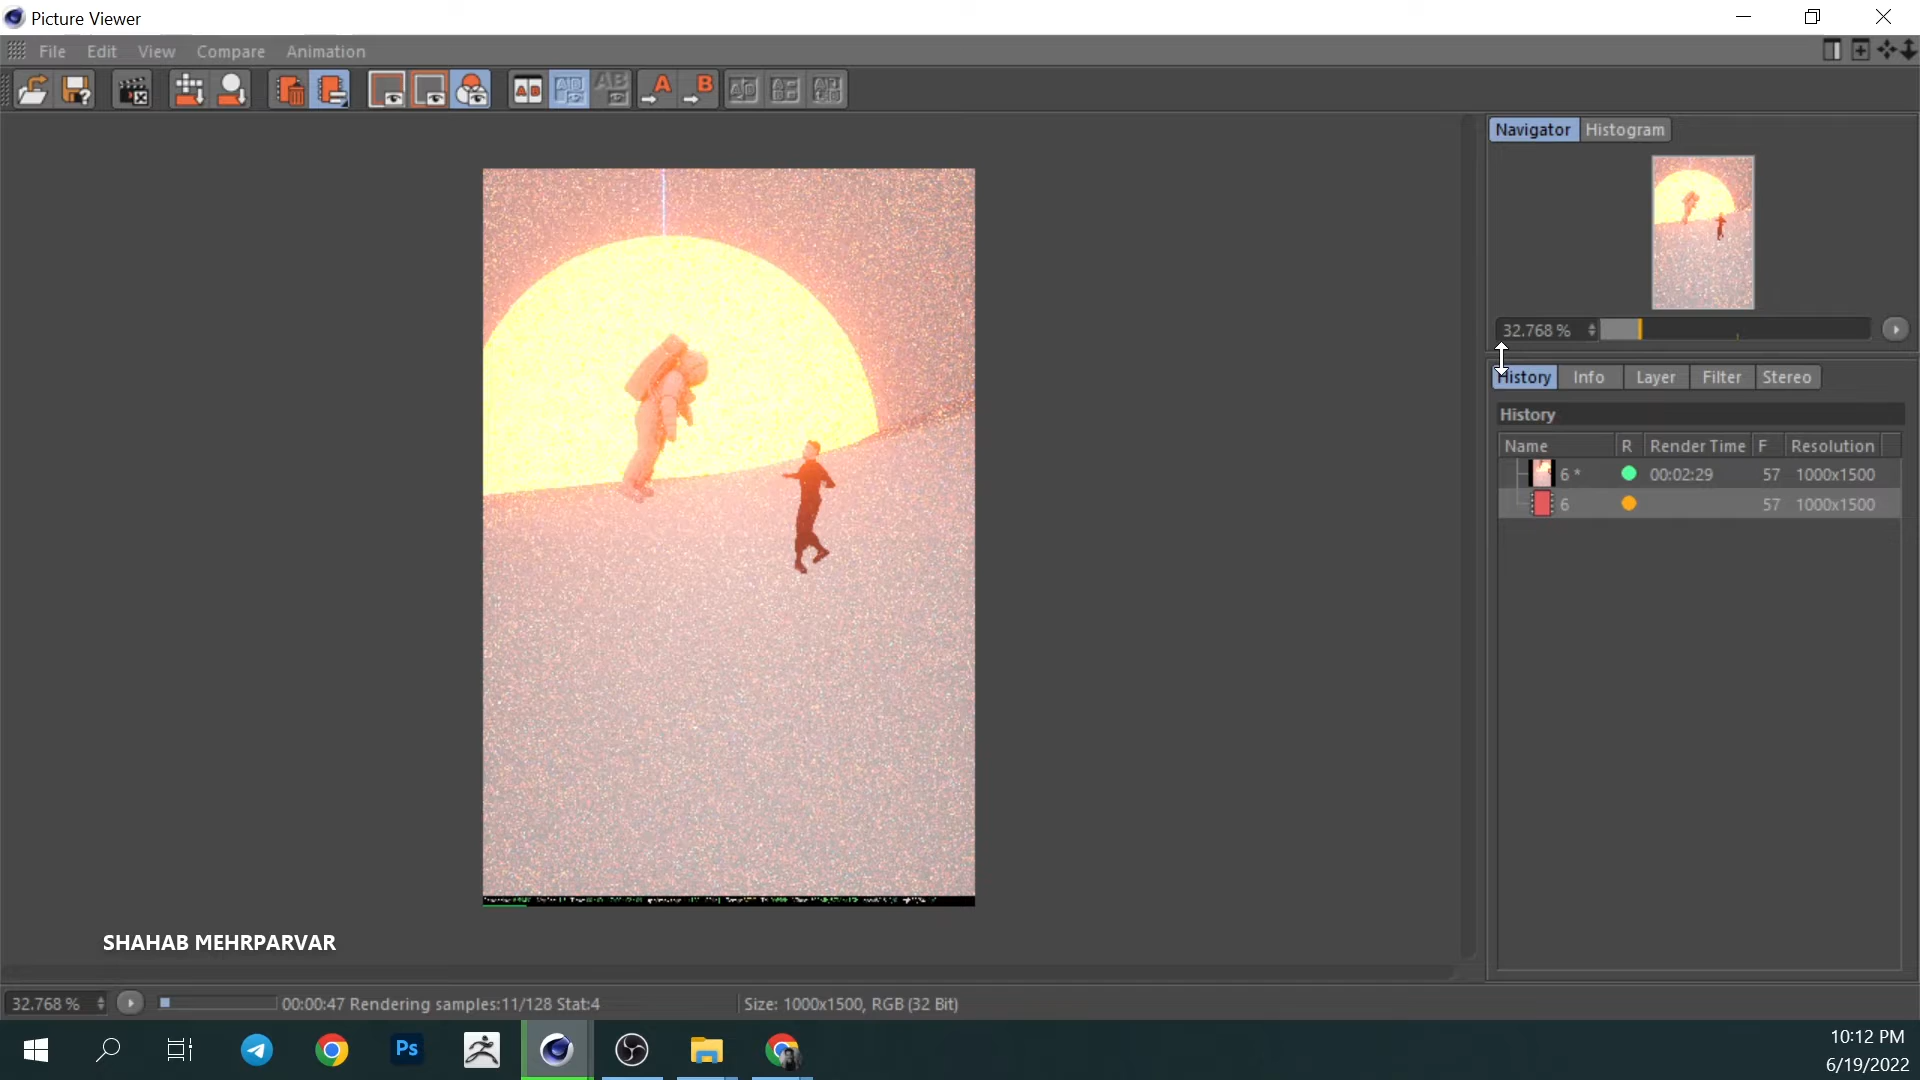 Picture Viewer
File Edit View Compare Animation
Navigator Histogram
32.768 %
History Info Layer Filter Stereo
History
Name R Render Time F Resolution
6 * 00:02:29 57 1000x1500
6 57 1000x1500
SHAHAB MEHRPARVAR
32.768 % 00:00:47 Rendering samples:11/128 Stat:4 Size: 1000x1500, RGB (32 Bit)
Ps
10:12 PM
6/19/2022